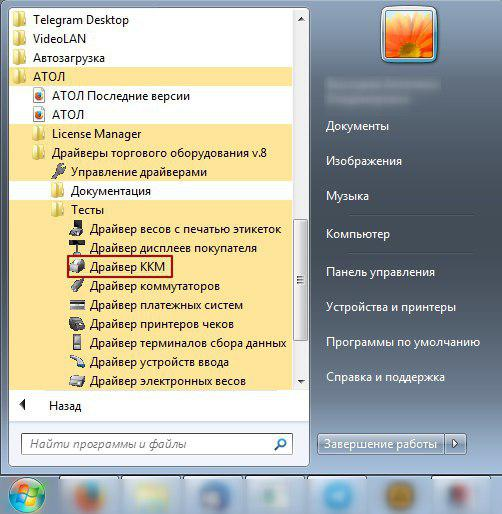 Telegram Desktop
VideoLAN
Автозагрузка
АТОЛ
АТОЛ Последние версии
АТОЛ
License Manager
Драйверы торгового оборудования v.8
Управление драйверами
Документация
Тесты
Драйвер весов с печатью этикеток
Драйвер дисплеев покупателя
Драйвер ККМ
Драйвер коммутаторов
Драйвер платежных систем
Драйвер принтеров чеков
Драйвер терминалов сбора данных
Драйвер устройств ввода
Драйвер электронных весов
Назад
Найти программы и файлы
Документы
Изображения
Музыка
Компьютер
Панель управления
Устройства и принтеры
Программы по умолчанию
Справка и поддержка
Завершение работы